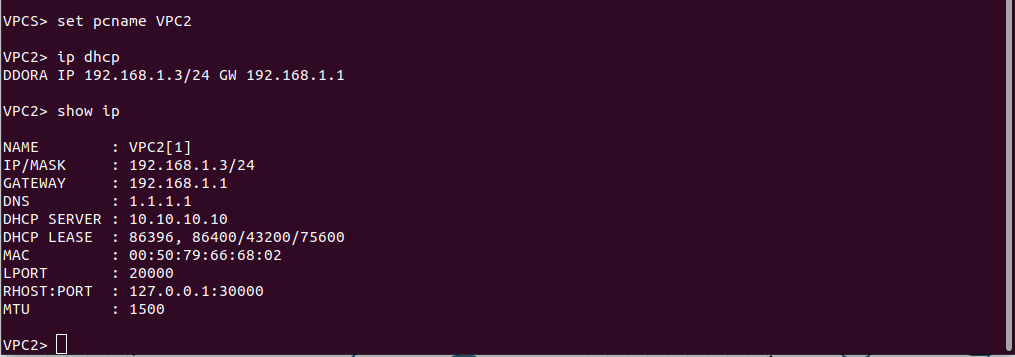 VPCS> set pcname VPC2
VPC2> ip dhcp
DDORA IP 192.168.1.3/24 GW 192.168.1.1
VPC2> show ip
NAME        : VPC2[1]
IP/MASK     : 192.168.1.3/24
GATEWAY     : 192.168.1.1
DNS         : 1.1.1.1
DHCP SERVER : 10.10.10.10
DHCP LEASE  : 86396, 86400/43200/75600
MAC         : 00:50:79:66:68:02
LPORT       : 20000
RHOST:PORT  : 127.0.0.1:30000
MTU         : 1500
VPC2>